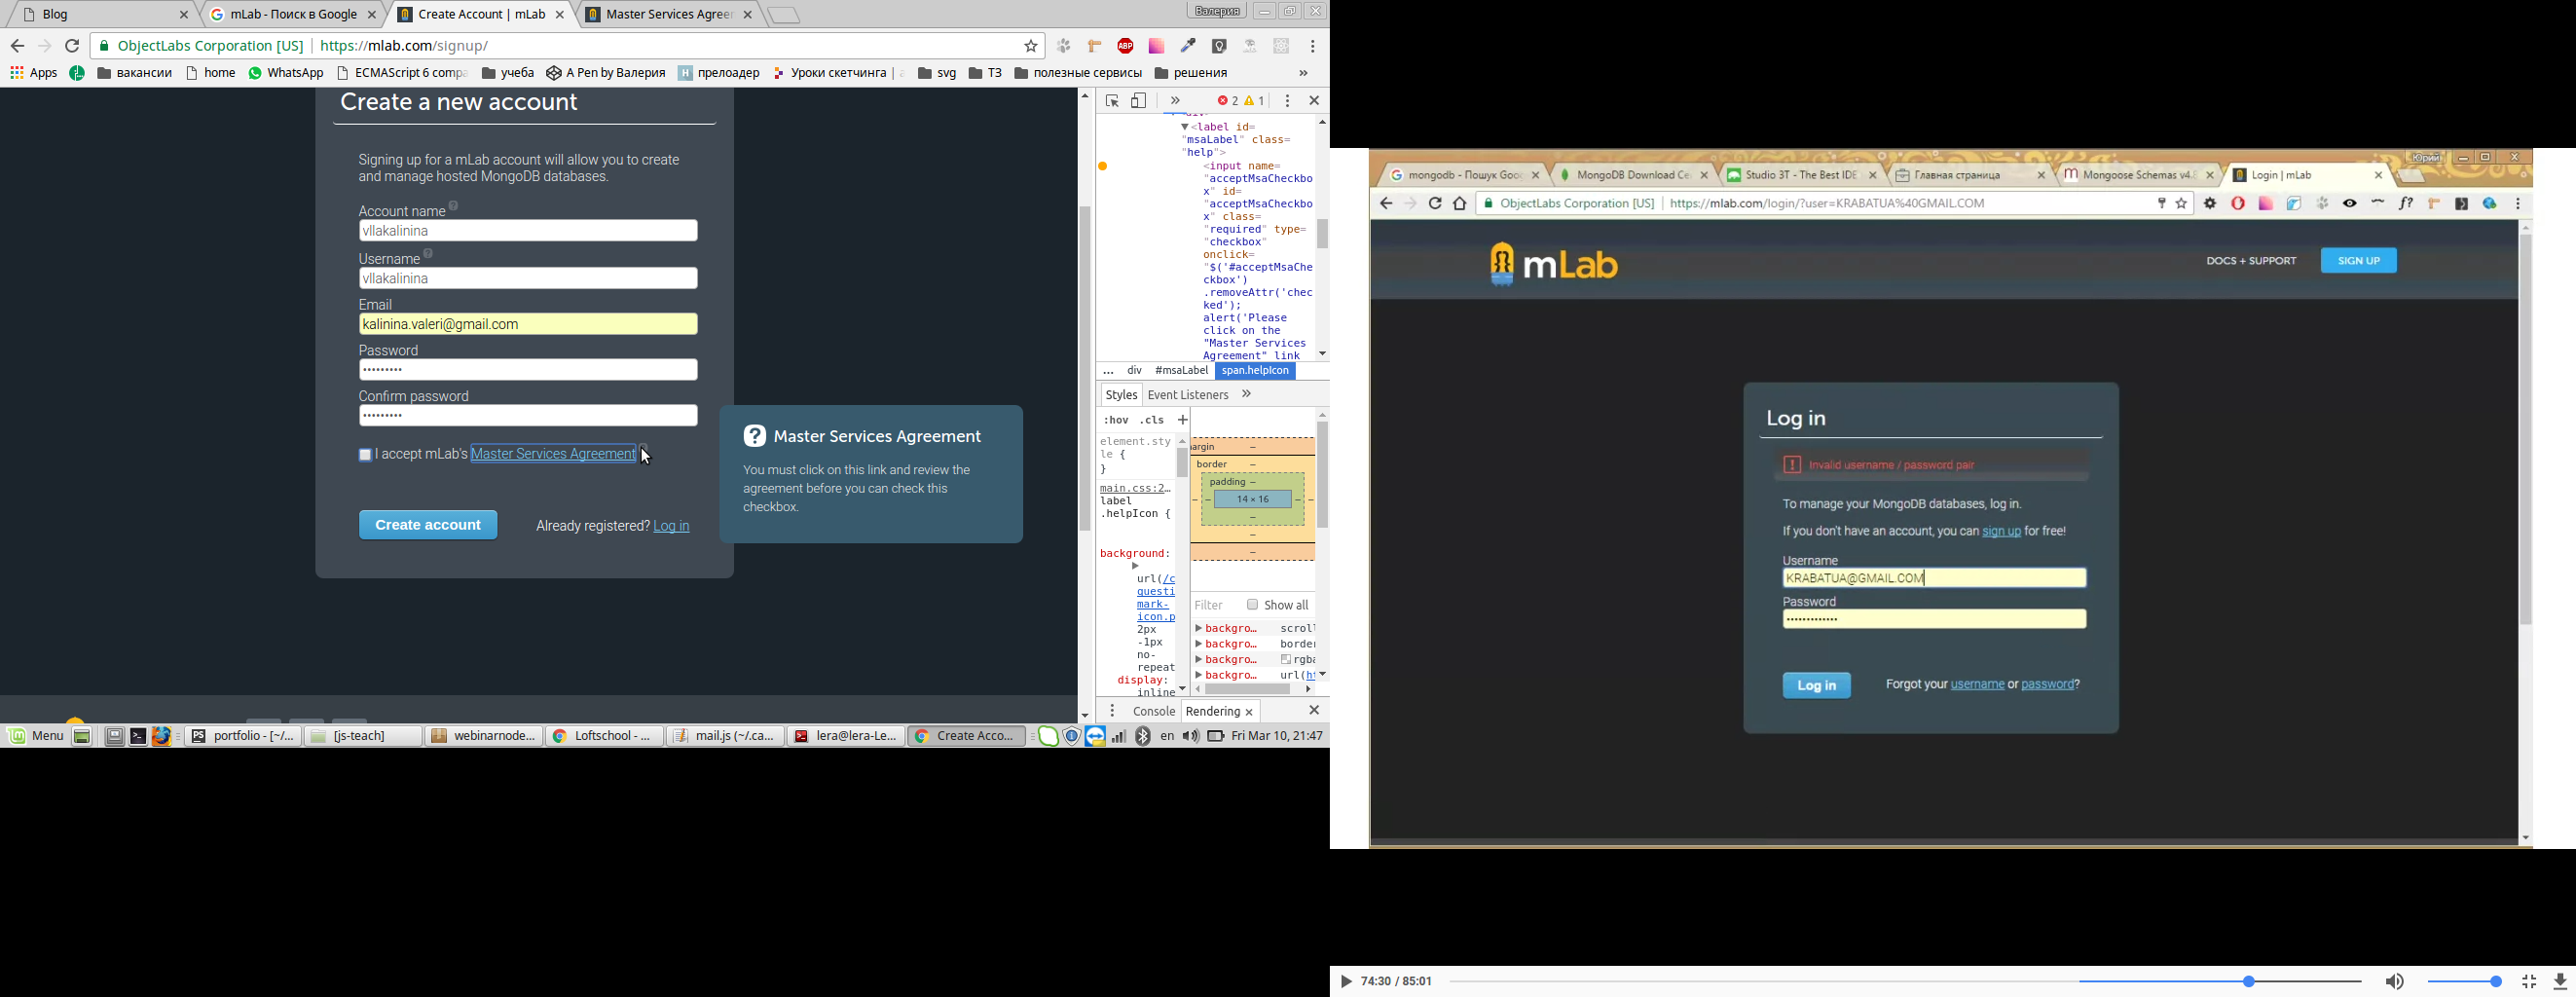 Blog
mLab - Поиск в Google
Create Account | mLab
Master Services Agreer
Валерия
ObjectLabs Corporation [US]
https://mlab.com/signup/
ABP
Apps
вакансии
home
WhatsApp
ECMAScript 6 compa
учеба
A Pen by Валерия
H прелоадер
Уроки скетчинга | а
svg
ТЗ
полезные сервисы
решения
»
Create a new account
Signing up for a mLab account will allow you to create
and manage hosted MongoDB databases.
Account name
vllakalinina
Username
vllakalinina
Email
kalinina.valeri@gmail.com
Password
•••••••••
Confirm password
•••••••••
I accept mLab's Master Services Agreement
Create account
Already registered? Log in
? Master Services Agreement
You must click on this link and review the
agreement before you can check this
checkbox.
» 2 1
<label id=
"msaLabel" class=
"help">
<input name=
"acceptMsaCheckbo
x" id=
"acceptMsaCheckbo
x" class=
"required" type=
"checkbox"
onclick=
"$('#acceptMsaChe
ckbox')
.removeAttr('chec
ked');
alert('Please
click on the
"Master Services
Agreement" link
... div #msaLabel span.helpIcon
Styles Event Listeners »
:hov .cls +
element.sty
le {
}
main.css:2…
label
.helpIcon {
background:
url(/c
questi
mark-
icon.p
2px
-1px
no-
repeat
display:
inline
argin –
border –
padding –
14 × 16
Filter Show all
backgro… scroll
backgro… border
backgro… rgba
backgro… url(ht
Console Rendering ×
Menu
portfolio - [~/...
[js-teach]
webinarnode...
Loftschool - ...
mail.js (~/.ca...
lera@lera-Le...
Create Acco...
en
Fri Mar 10, 21:47
Юрий
mongodb - Пошук Goo
MongoDB Download Ce
Studio 3T - The Best IDE
Главная страница
Mongoose Schemas v4.
Login | mLab
ObjectLabs Corporation [US]
https://mlab.com/login/?user=KRABATUA%40GMAIL.COM
f?
mLab
DOCS + SUPPORT
SIGN UP
Log in
Invalid username / password pair
To manage your MongoDB databases, log in.
If you don't have an account, you can sign up for free!
Username
KRABATUA@GMAIL.COM
Password
•••••••••••••
Log in
Forgot your username or password?
74:30 / 85:01